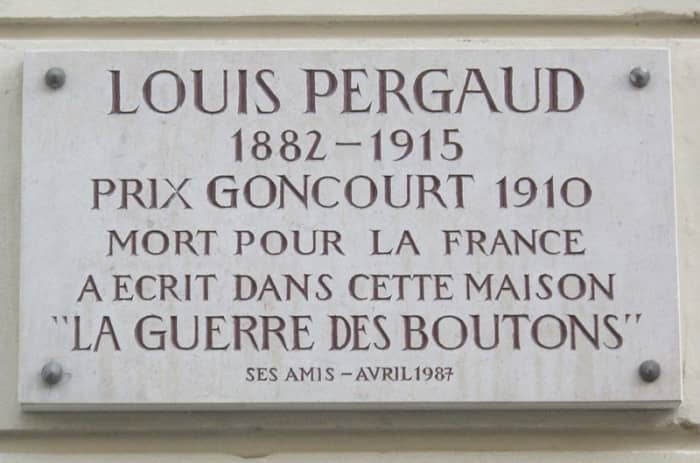 LOUIS PERGAUD
1882-1915
PRIX GONCOURT 1910
MORT POUR LA FRANCE
A ECRIT DANS CETTE MAISON
"LA GUERRE DES BOUTONS"
SES AMIS - AVRIL 1987